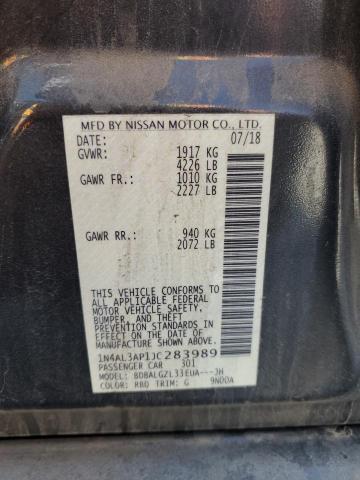 MFD BY NISSAN MOTOR CO., LTD.
DATE: 07/18
GVWR: 1917 KG
4226 LB
GAWR FR.: 1010 KG
2227 LB
GAWR RR.: 940 KG
2072 LB
THIS VEHICLE CONFORMS TO ALL
APPLICABLE FEDERAL MOTOR VEHICLE SAFETY,
BUMPER, AND THEFT
PREVENTION STANDARDS IN
EFFECT ON THE DATE OF
MANUFACTURE SHOWN ABOVE.
1N4AL3AP1JC283989
PASSENGER CAR 301
MODEL: BDBALGZL33EUA---JH
COLOR: RBD TRIM: G 9NDDA